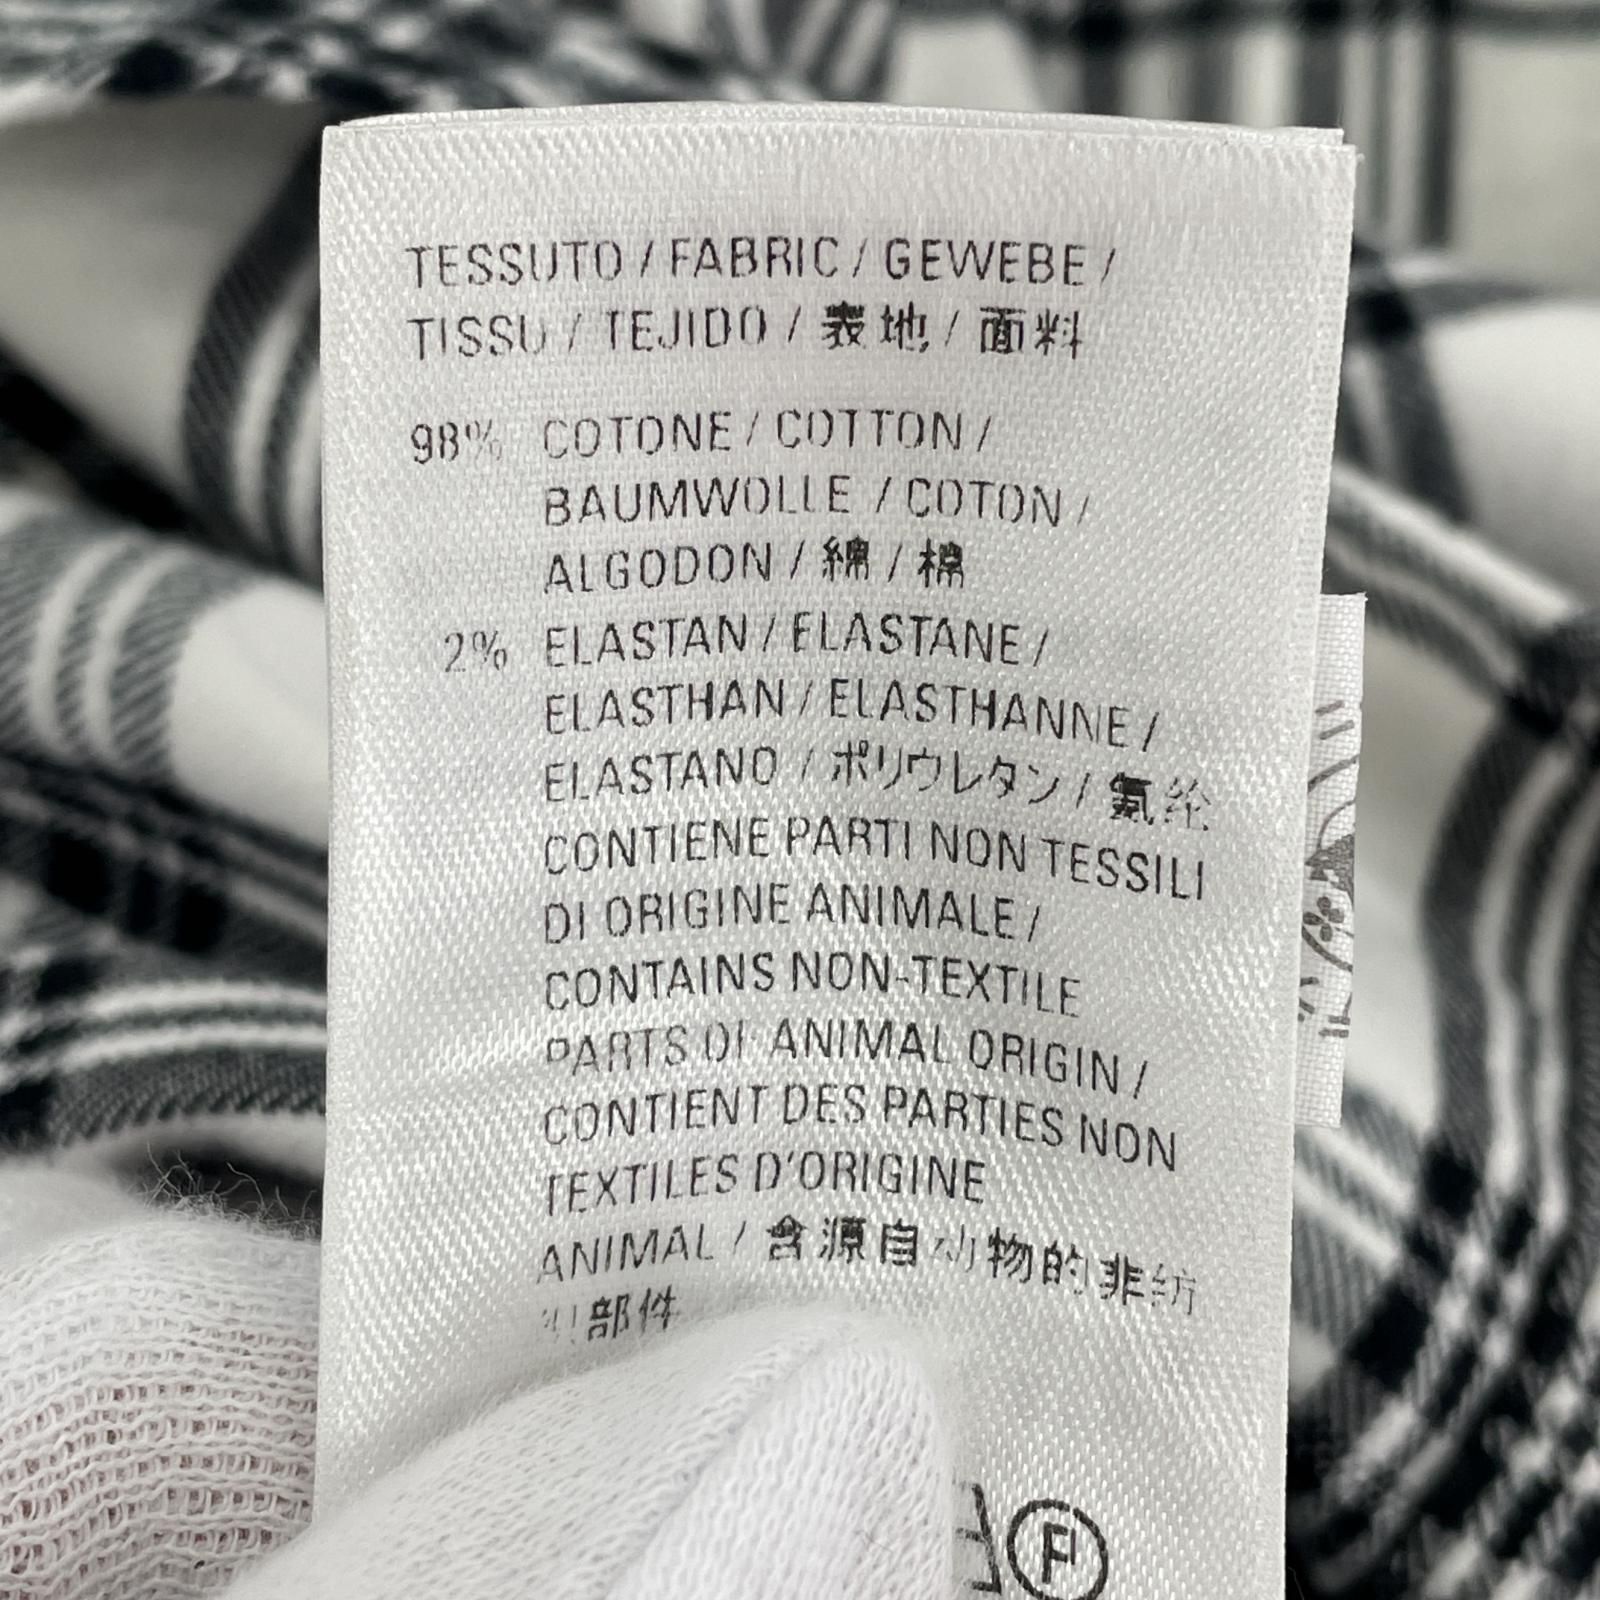 TESSUTO / FABRIC / GEWEBE /
TISSU / TEJIDO / 表地 / 面料
98% COTONE / COTTON /
BAUMWOLLE / COTON /
ALGODON / 綿 / 棉
2% ELASTAN / ELASTANE /
ELASTHAN / ELASTHANNE /
ELASTANO / ポリウレタン / 氨纶
CONTIENE PARTI NON TESSILI
DI ORIGINE ANIMALE /
CONTAINS NON-TEXTILE
PARTS OF ANIMAL ORIGIN /
CONTIENT DES PARTIES NON
TEXTILES D'ORIGINE
ANIMAL / 含源自动物的非纺
织部件
F